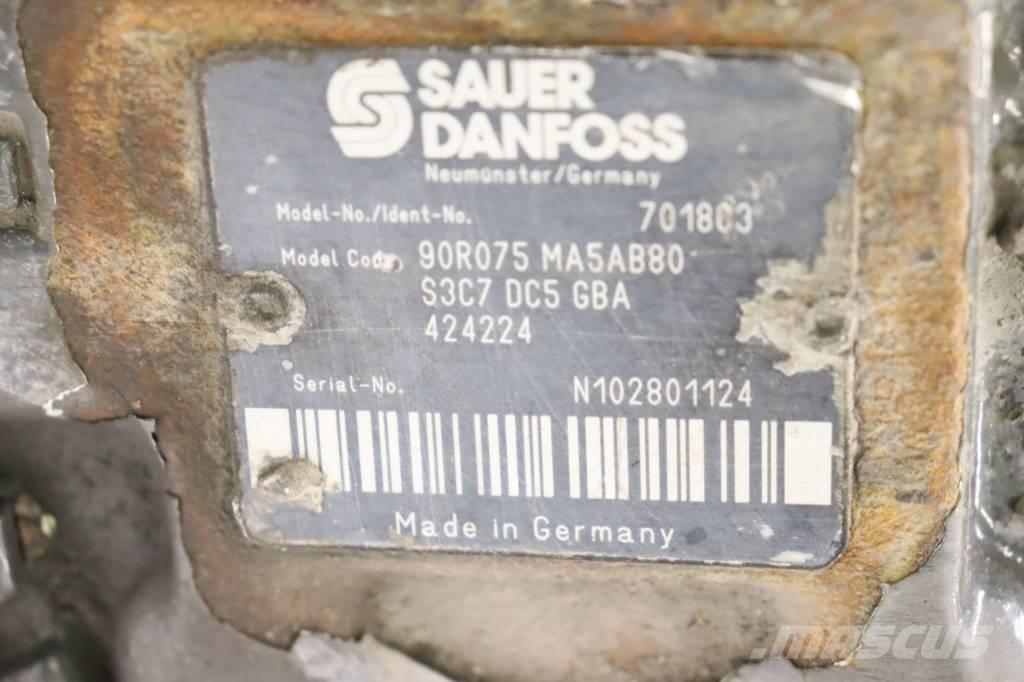 SAUER
DANFOSS
Neumünster/Germany
Model-No./Ident-No. 701803
Model Code 90R075 MA5AB80
S3C7 DC5 GBA
424224
Serial-No. N102801124
Made in Germany
MASCUS